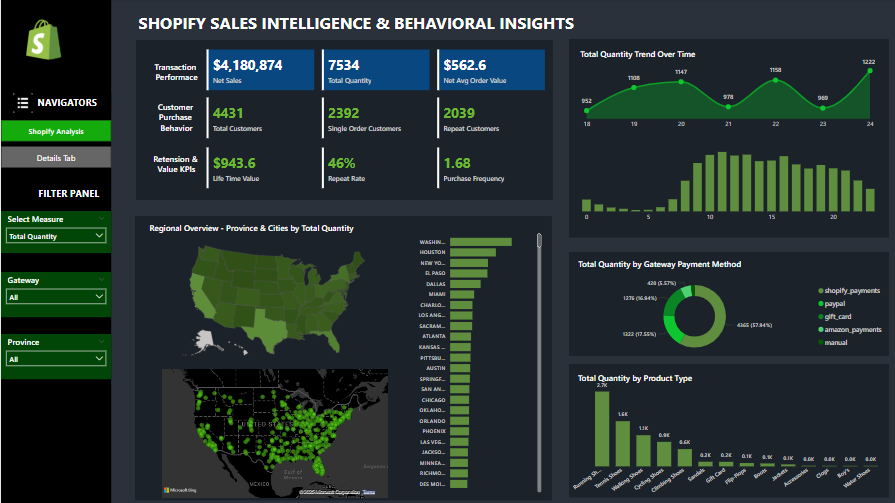 SHOPIFY SALES INTELLIGENCE & BEHAVIORAL INSIGHTS
NAVIGATORS
Shopify Analysis
Details Tab
FILTER PANEL
Select Measure
Total Quantity
Gateway
All
Province
All
Transaction Performace
$4,180,874
Net Sales
7534
Total Quantity
$562.6
Net Avg Order Value
Customer Purchase Behavior
4431
Total Customers
2392
Single Order Customers
2039
Repeat Customers
Retention & Value KPIs
$943.6
Life Time Value
46%
Repeat Rate
1.68
Purchase Frequency
Regional Overview - Province & Cities by Total Quantity
WASHIN...
HOUSTON
NEW YO...
EL PASO
DALLAS
MIAMI
CHARLO...
LOS ANG...
SACRAM...
ATLANTA
KANSAS ...
PITTSBU...
AUSTIN
SPRINGF...
SAN AN...
CHICAGO
OKLAHO...
ORLANDO
PHOENIX
LAS VEG...
JACKSO...
MINNEA...
RICHMO...
DES MOI...
UNITED STATES
MEXICO
Gulf of
Microsoft Bing
©2025 Microsoft Corporation Terms
Total Quantity Trend Over Time
952
1108
1147
978
1158
969
1222
18 19 20 21 22 23 24
0 5 10 15 20
Total Quantity by Gateway Payment Method
420 (5.57%)
1276 (16.94%)
1322 (17.55%)
4365 (57.94%)
shopify_payments
paypal
gift_card
amazon_payments
manual
Total Quantity by Product Type
2.7K
1.6K
1.1K
0.9K
0.6K
0.2K
0.2K
0.1K
0.1K
0.1K
0.0K
0.0K
0.0K
0.0K
Running Sh...
Tennis Shoes
Walking Shoes
Cycling Shoes
Climbing Shoes
Sandals
Gift Card
Flip-Flops
Boots
Jackets
Accessories
Clogs
Boy's
Water Shoes